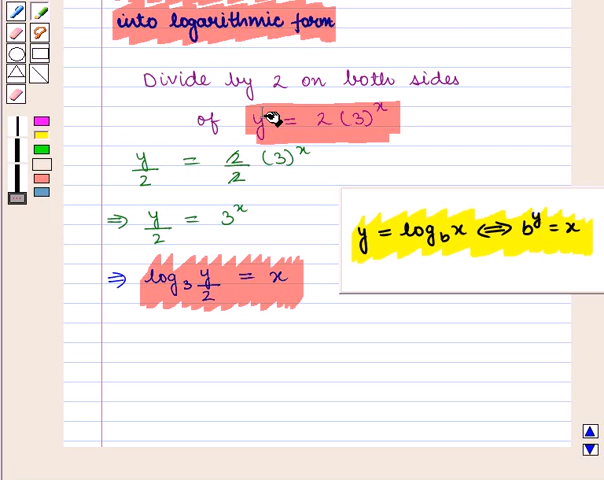 into logarithmic form
Divide by 2 on both sides
of y = 2 (3)^x
y/2 = 2/2 (3)^x
⇒ y/2 = 3^x
y = log_b x ⇔ b^y = x
⇒ log_3 y/2 = x